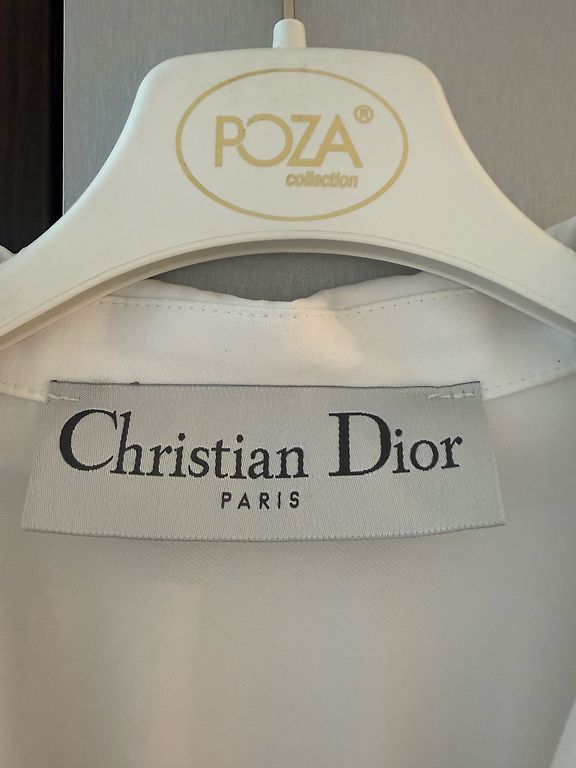 POZA®
collection
Christian Dior
PARIS